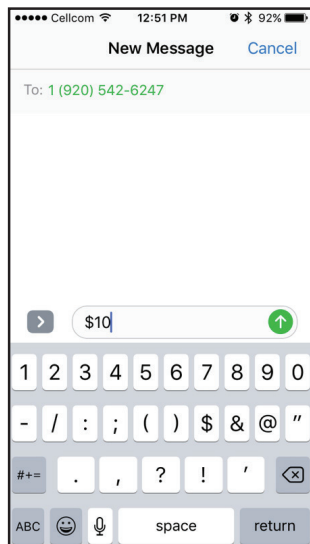 Cellcom 12:51 PM 92%
New Message Cancel
To: 1 (920) 542-6247
$10
1 2 3 4 5 6 7 8 9 0
- / : ; ( ) $ & @ "
#+= . , ? ! '
ABC space return